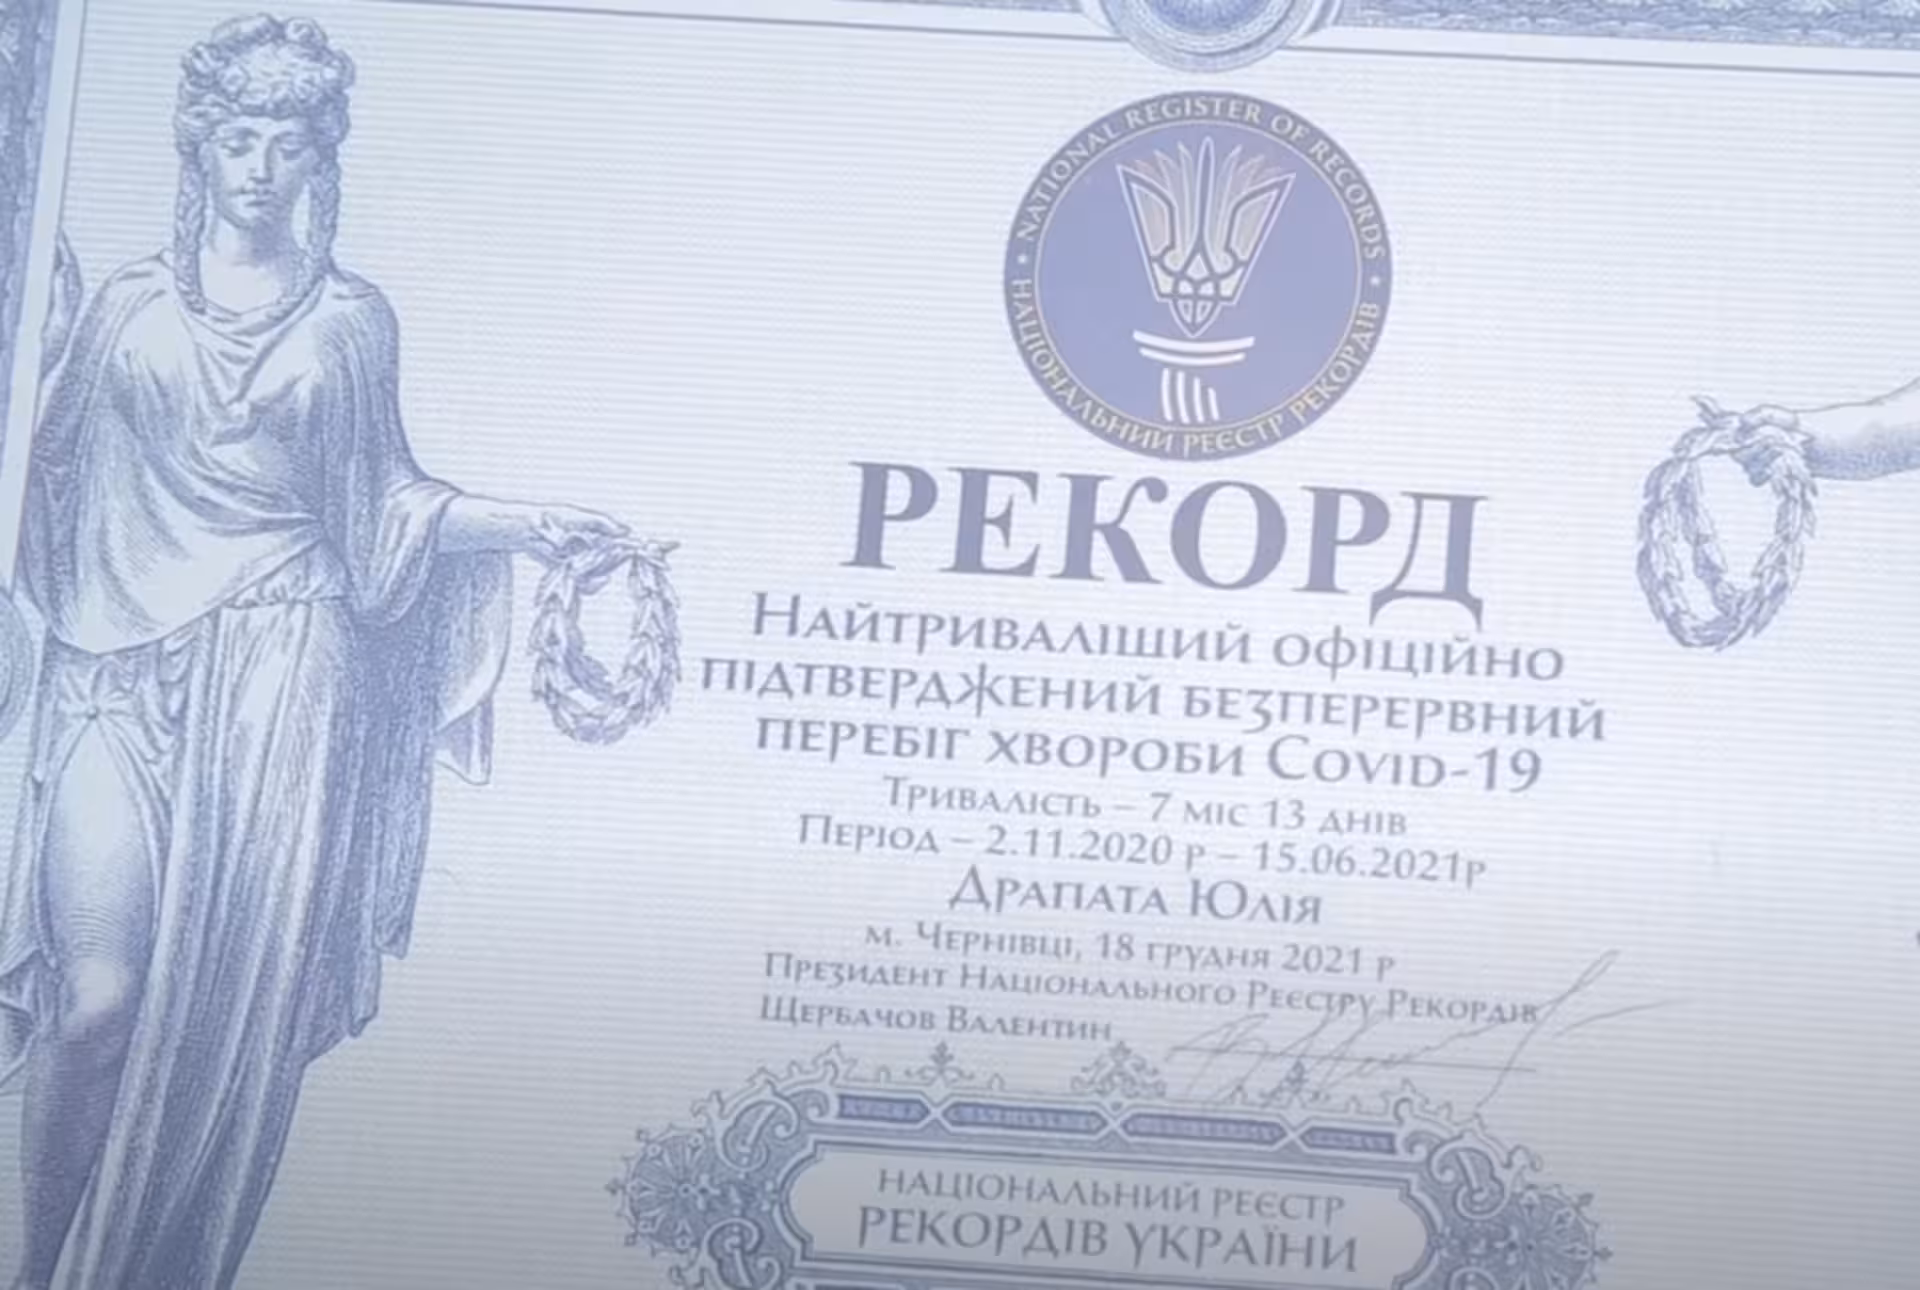 NATIONAL REGISTER OF RECORDS
НАЦІОНАЛЬНИЙ РЕЄСТР РЕКОРДІВ
РЕКОРД
Найтриваліший офіційно
підтверджений безперервний
перебіг хвороби Covid-19
Тривалість – 7 міс 13 днів
Період – 2.11.2020 р – 15.06.2021р
Драпата Юлія
м. Чернівці, 18 грудня 2021 р
Президент Національного Реєстру Рекордів
Щербачов Валентин
НАЦІОНАЛЬНИЙ РЕЄСТР
РЕКОРДІВ УКРАЇНИ